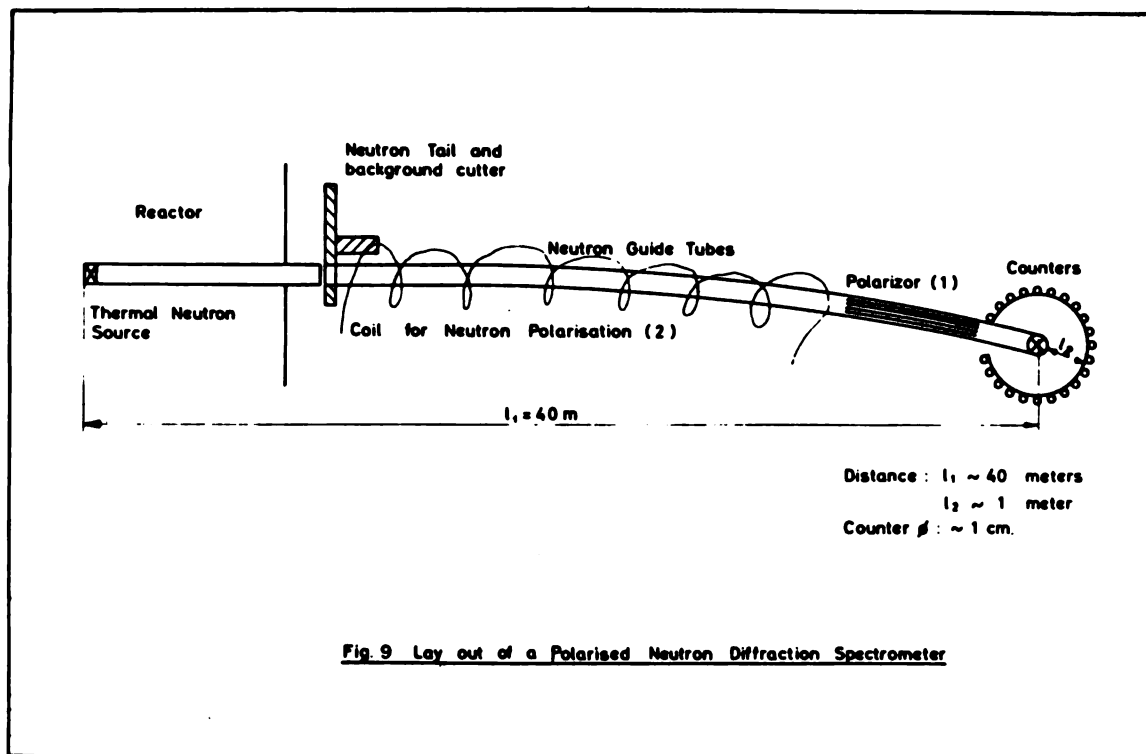 Neutron Tail and
background cutter
Reactor
Neutron Guide Tubes
Polarizor (1)
Counters
Thermal Neutron
Source
Coil for Neutron Polarisation (2)
l₂
l₁ = 40 m
Distance : l₁ ~ 40 meters
l₂ ~ 1 meter
Counter ø : ~ 1 cm.
Fig. 9 Lay out of a Polarised Neutron Diffraction Spectrometer